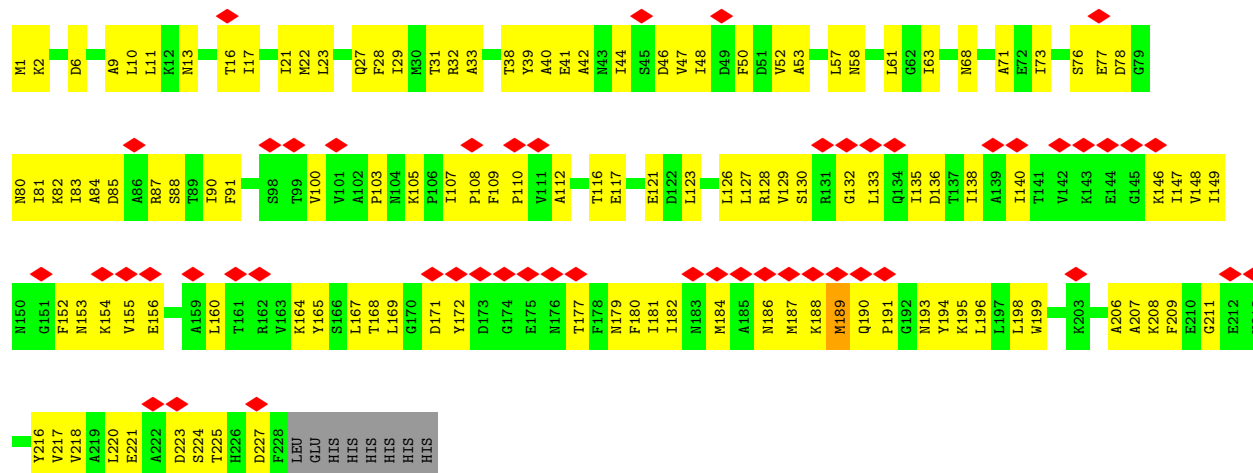 M1 K2 D6 A9 L10 L11 K12 N13 T16 I17 I21 M22 L23 Q27 F28 I29 M30 T31 R32 A33 T38 Y39 A40 E41 A42 N43 I44 S45 D46 V47 I48 D49 F50 D51 V52 A53 L57 N58 L61 G62 I63 N68 A71 E72 I73 S76 E77 D78 G79
N80 I81 K82 I83 A84 D85 A86 R87 S88 T89 I90 F91 S98 T99 V100 V101 A102 P103 N104 K105 P106 I107 P108 F109 P110 V111 A112 T116 E117 E121 D122 L123 L126 L127 R128 V129 S130 R131 G132 L133 Q134 I135 D136 T137 I138 A139 I140 T141 V142 K143 E144 G145 K146 I147 V148 I149
N150 G151 F152 N153 K154 V155 E156 A159 L160 T161 R162 V163 K164 Y165 S166 L167 T168 L169 G170 D171 Y172 D173 G174 E175 N176 T177 F178 N179 F180 I181 I182 N183 M184 A185 N186 M187 K188 M189 Q190 P191 G192 N193 Y194 K195 L196 L197 L198 W199 K203 A206 A207 K208 F209 E210 G211 E212
Y216 V217 V218 A219 L220 E221 A222 D223 S224 T225 H226 D227 F228 LEU GLU HIS HIS HIS HIS HIS HIS